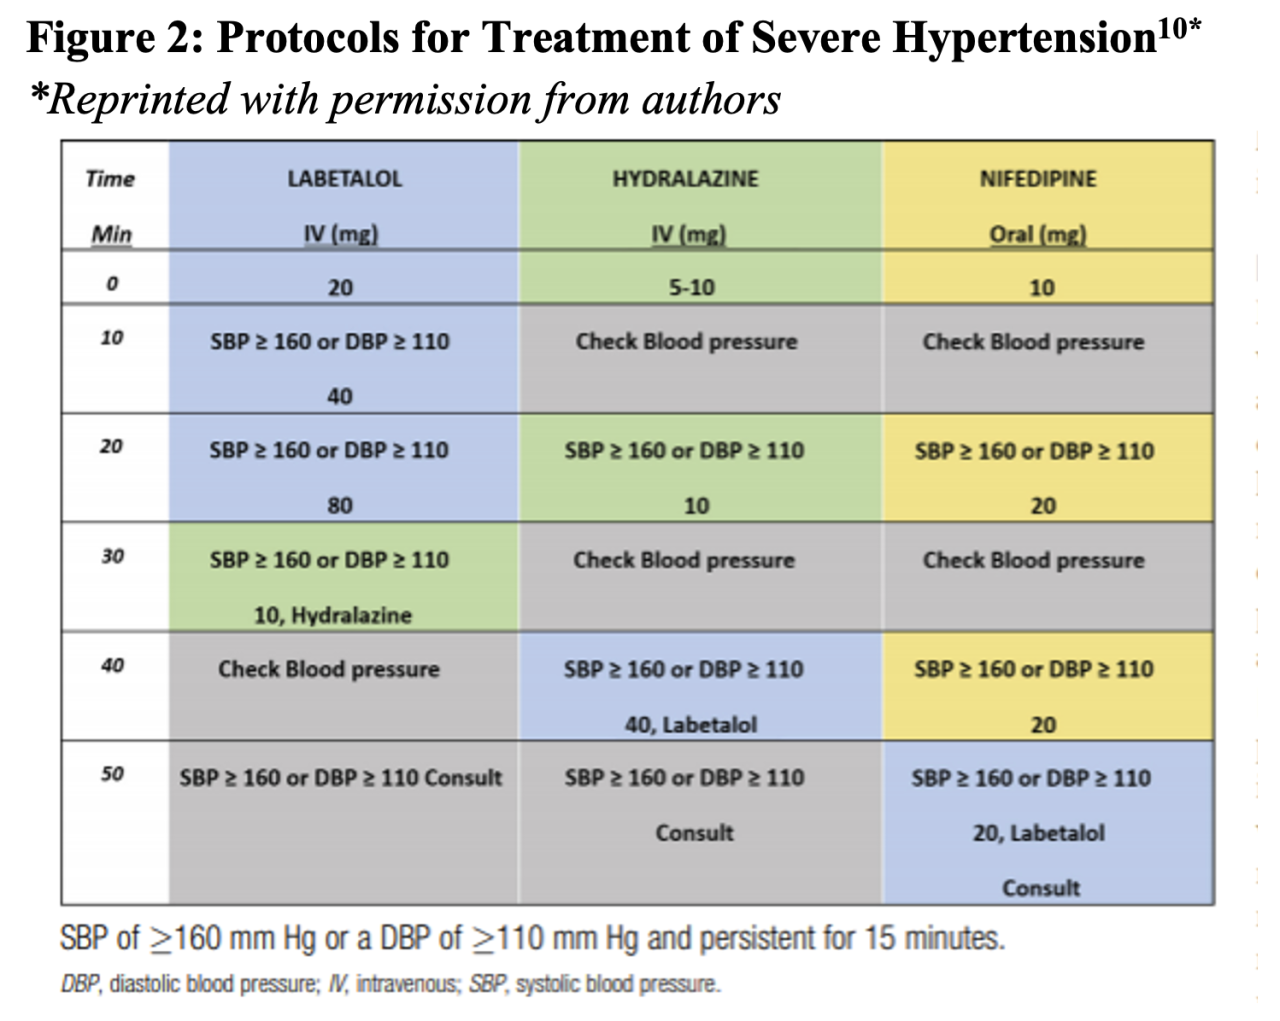 Figure 2: Protocols for Treatment of Severe Hypertension10*
*Reprinted with permission from authors
Time LABETALOL HYDRALAZINE NIFEDIPINE
Min IV (mg) IV (mg) Oral (mg)
0 20 5-10 10
10 SBP ≥ 160 or DBP ≥ 110 Check Blood pressure Check Blood pressure
40
20 SBP ≥ 160 or DBP ≥ 110 SBP ≥ 160 or DBP ≥ 110 SBP ≥ 160 or DBP ≥ 110
80 10 20
30 SBP ≥ 160 or DBP ≥ 110 Check Blood pressure Check Blood pressure
10, Hydralazine
40 Check Blood pressure SBP ≥ 160 or DBP ≥ 110 SBP ≥ 160 or DBP ≥ 110
40, Labetalol 20
50 SBP ≥ 160 or DBP ≥ 110 Consult SBP ≥ 160 or DBP ≥ 110 SBP ≥ 160 or DBP ≥ 110
Consult 20, Labetalol
Consult
SBP of ≥160 mm Hg or a DBP of ≥110 mm Hg and persistent for 15 minutes.
DBP, diastolic blood pressure; IV, intravenous; SBP, systolic blood pressure.